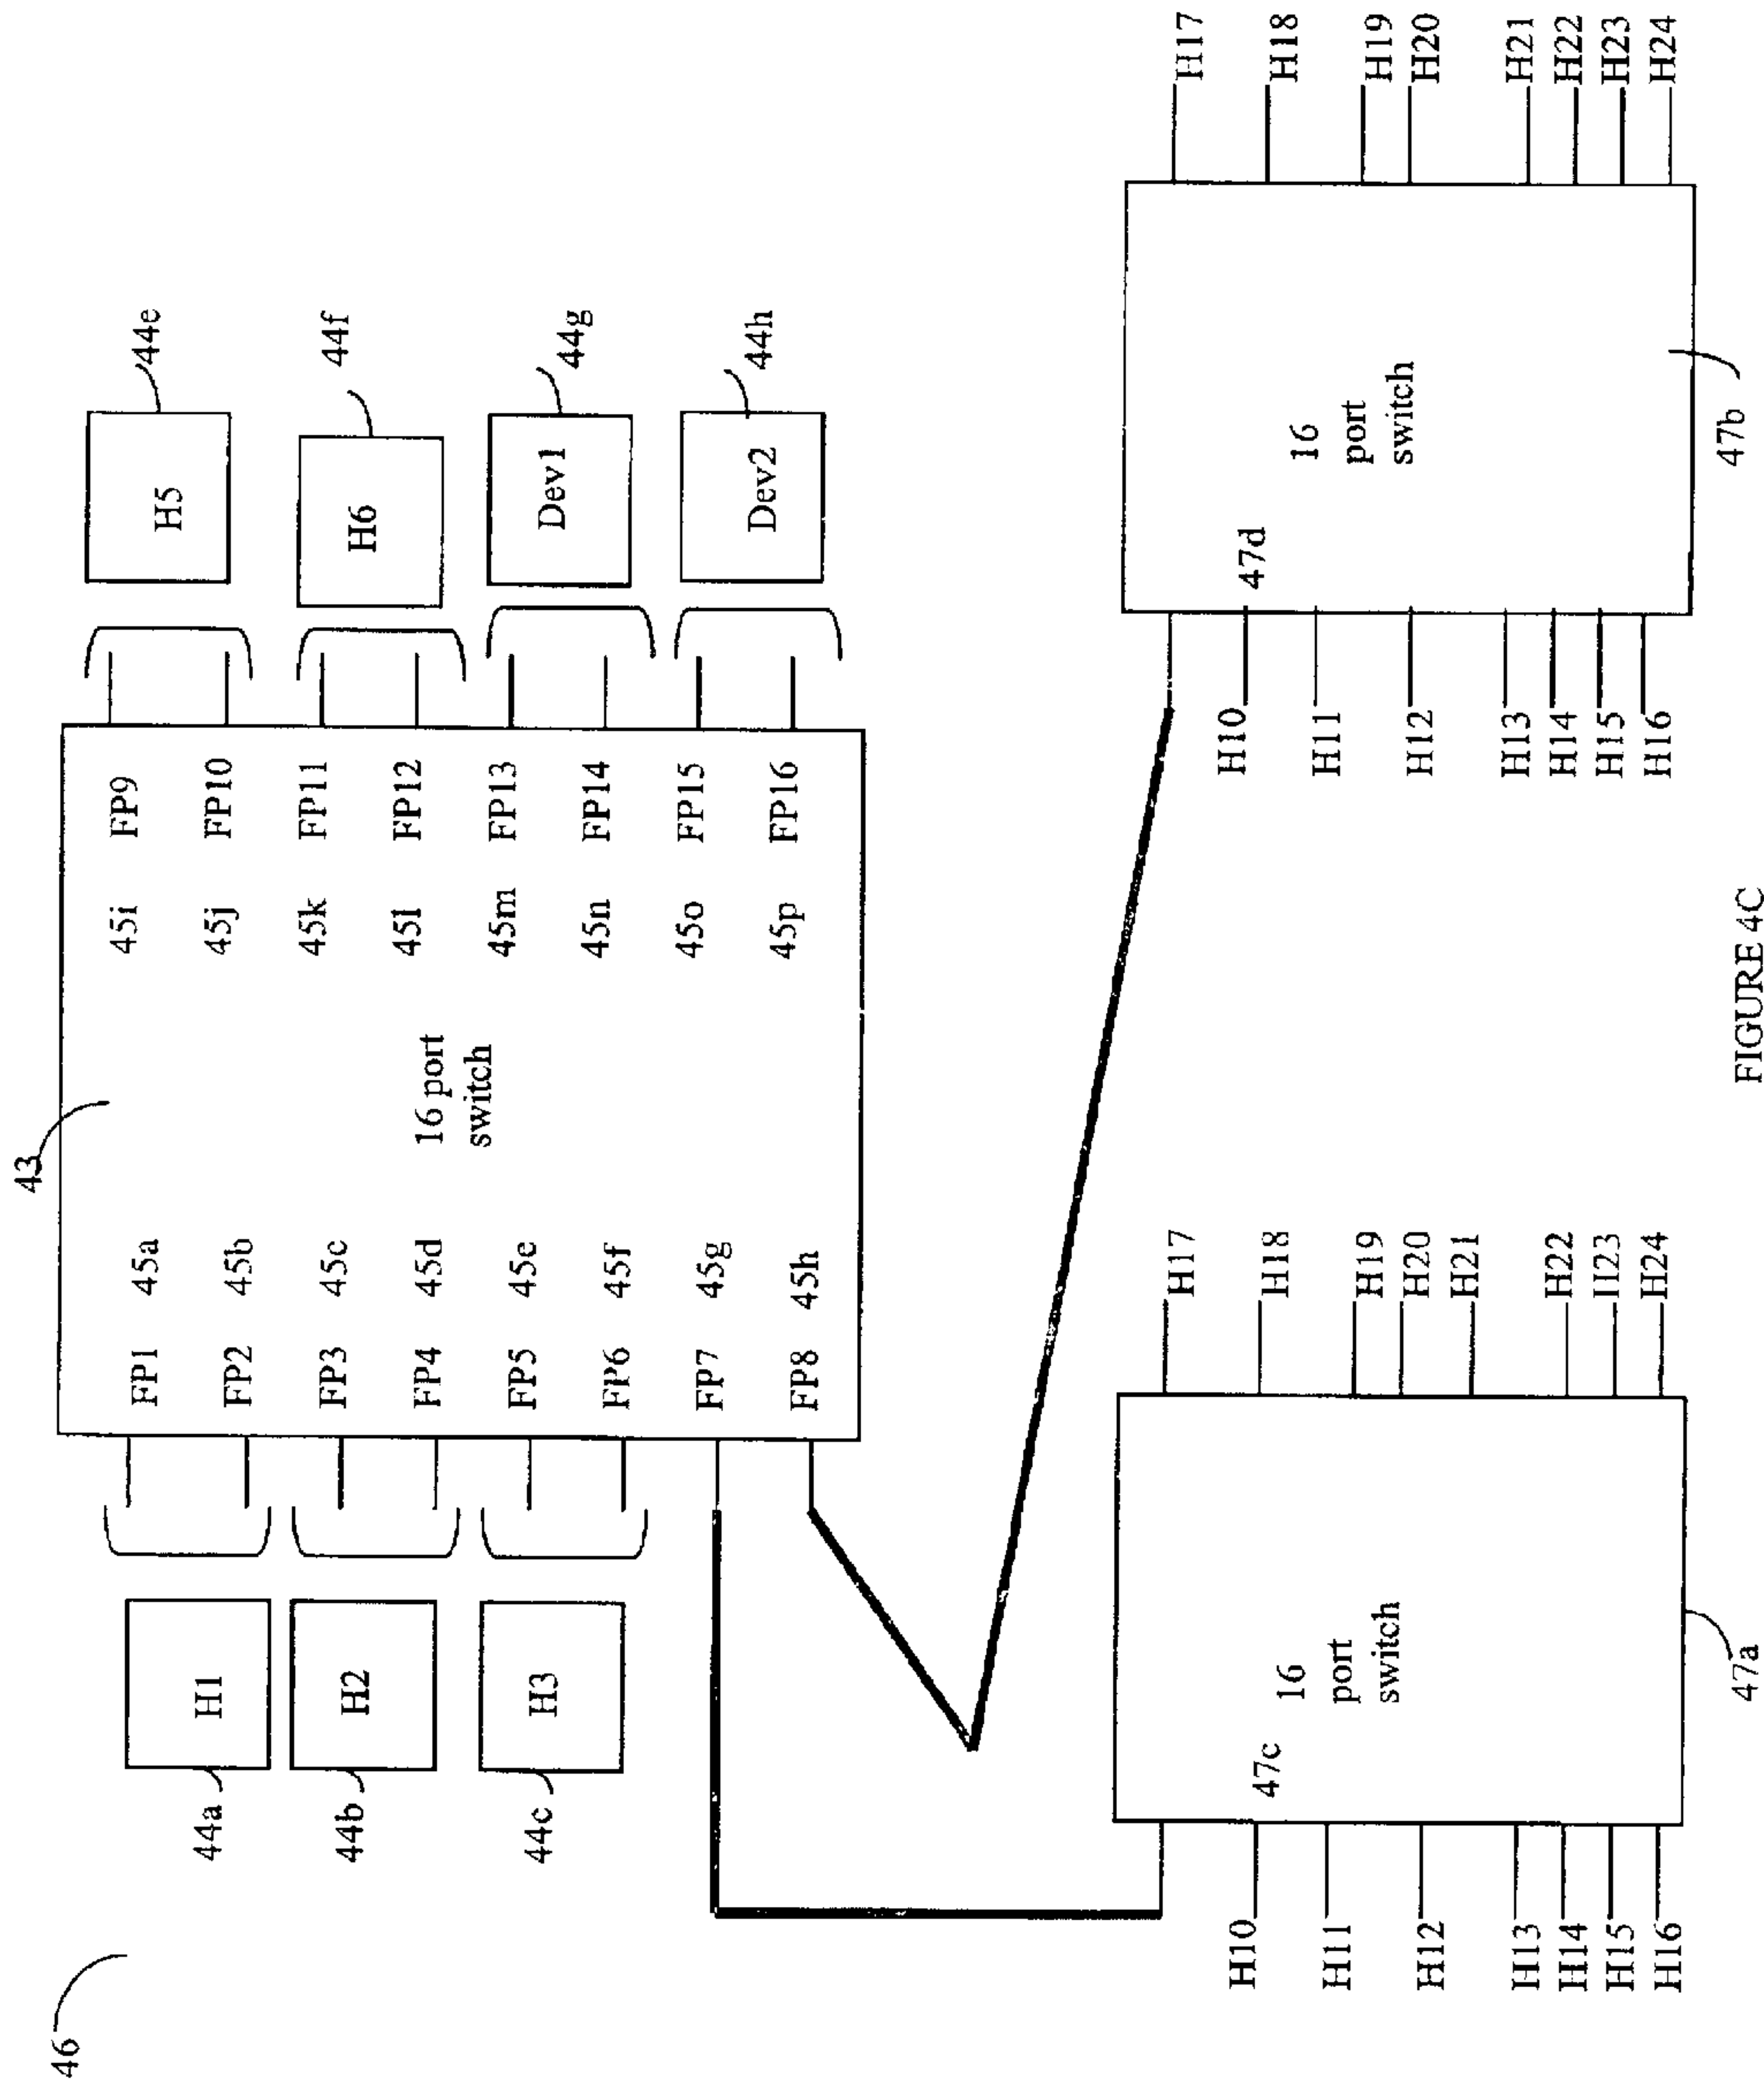 46
43
44a
H1
44b
H2
44c
H3
FP1 45a
FP2 45b
FP3 45c
FP4 45d
FP5 45e
FP6 45f
FP7 45g
FP8 45h
16 port
switch
45i FP9
45j FP10
45k FP11
45l FP12
45m FP13
45n FP14
45o FP15
45p FP16
H5
44e
H6
44f
Dev1
44g
Dev2
44h
H10
H11
H12
H13
H14
H15
H16
47c
16
port
switch
47a
H17
H18
H19
H20
H21
H22
H23
H24
H10
H11
H12
H13
H14
H15
H16
47d
16
port
switch
47b
H17
H18
H19
H20
H21
H22
H23
H24
FIGURE 4C